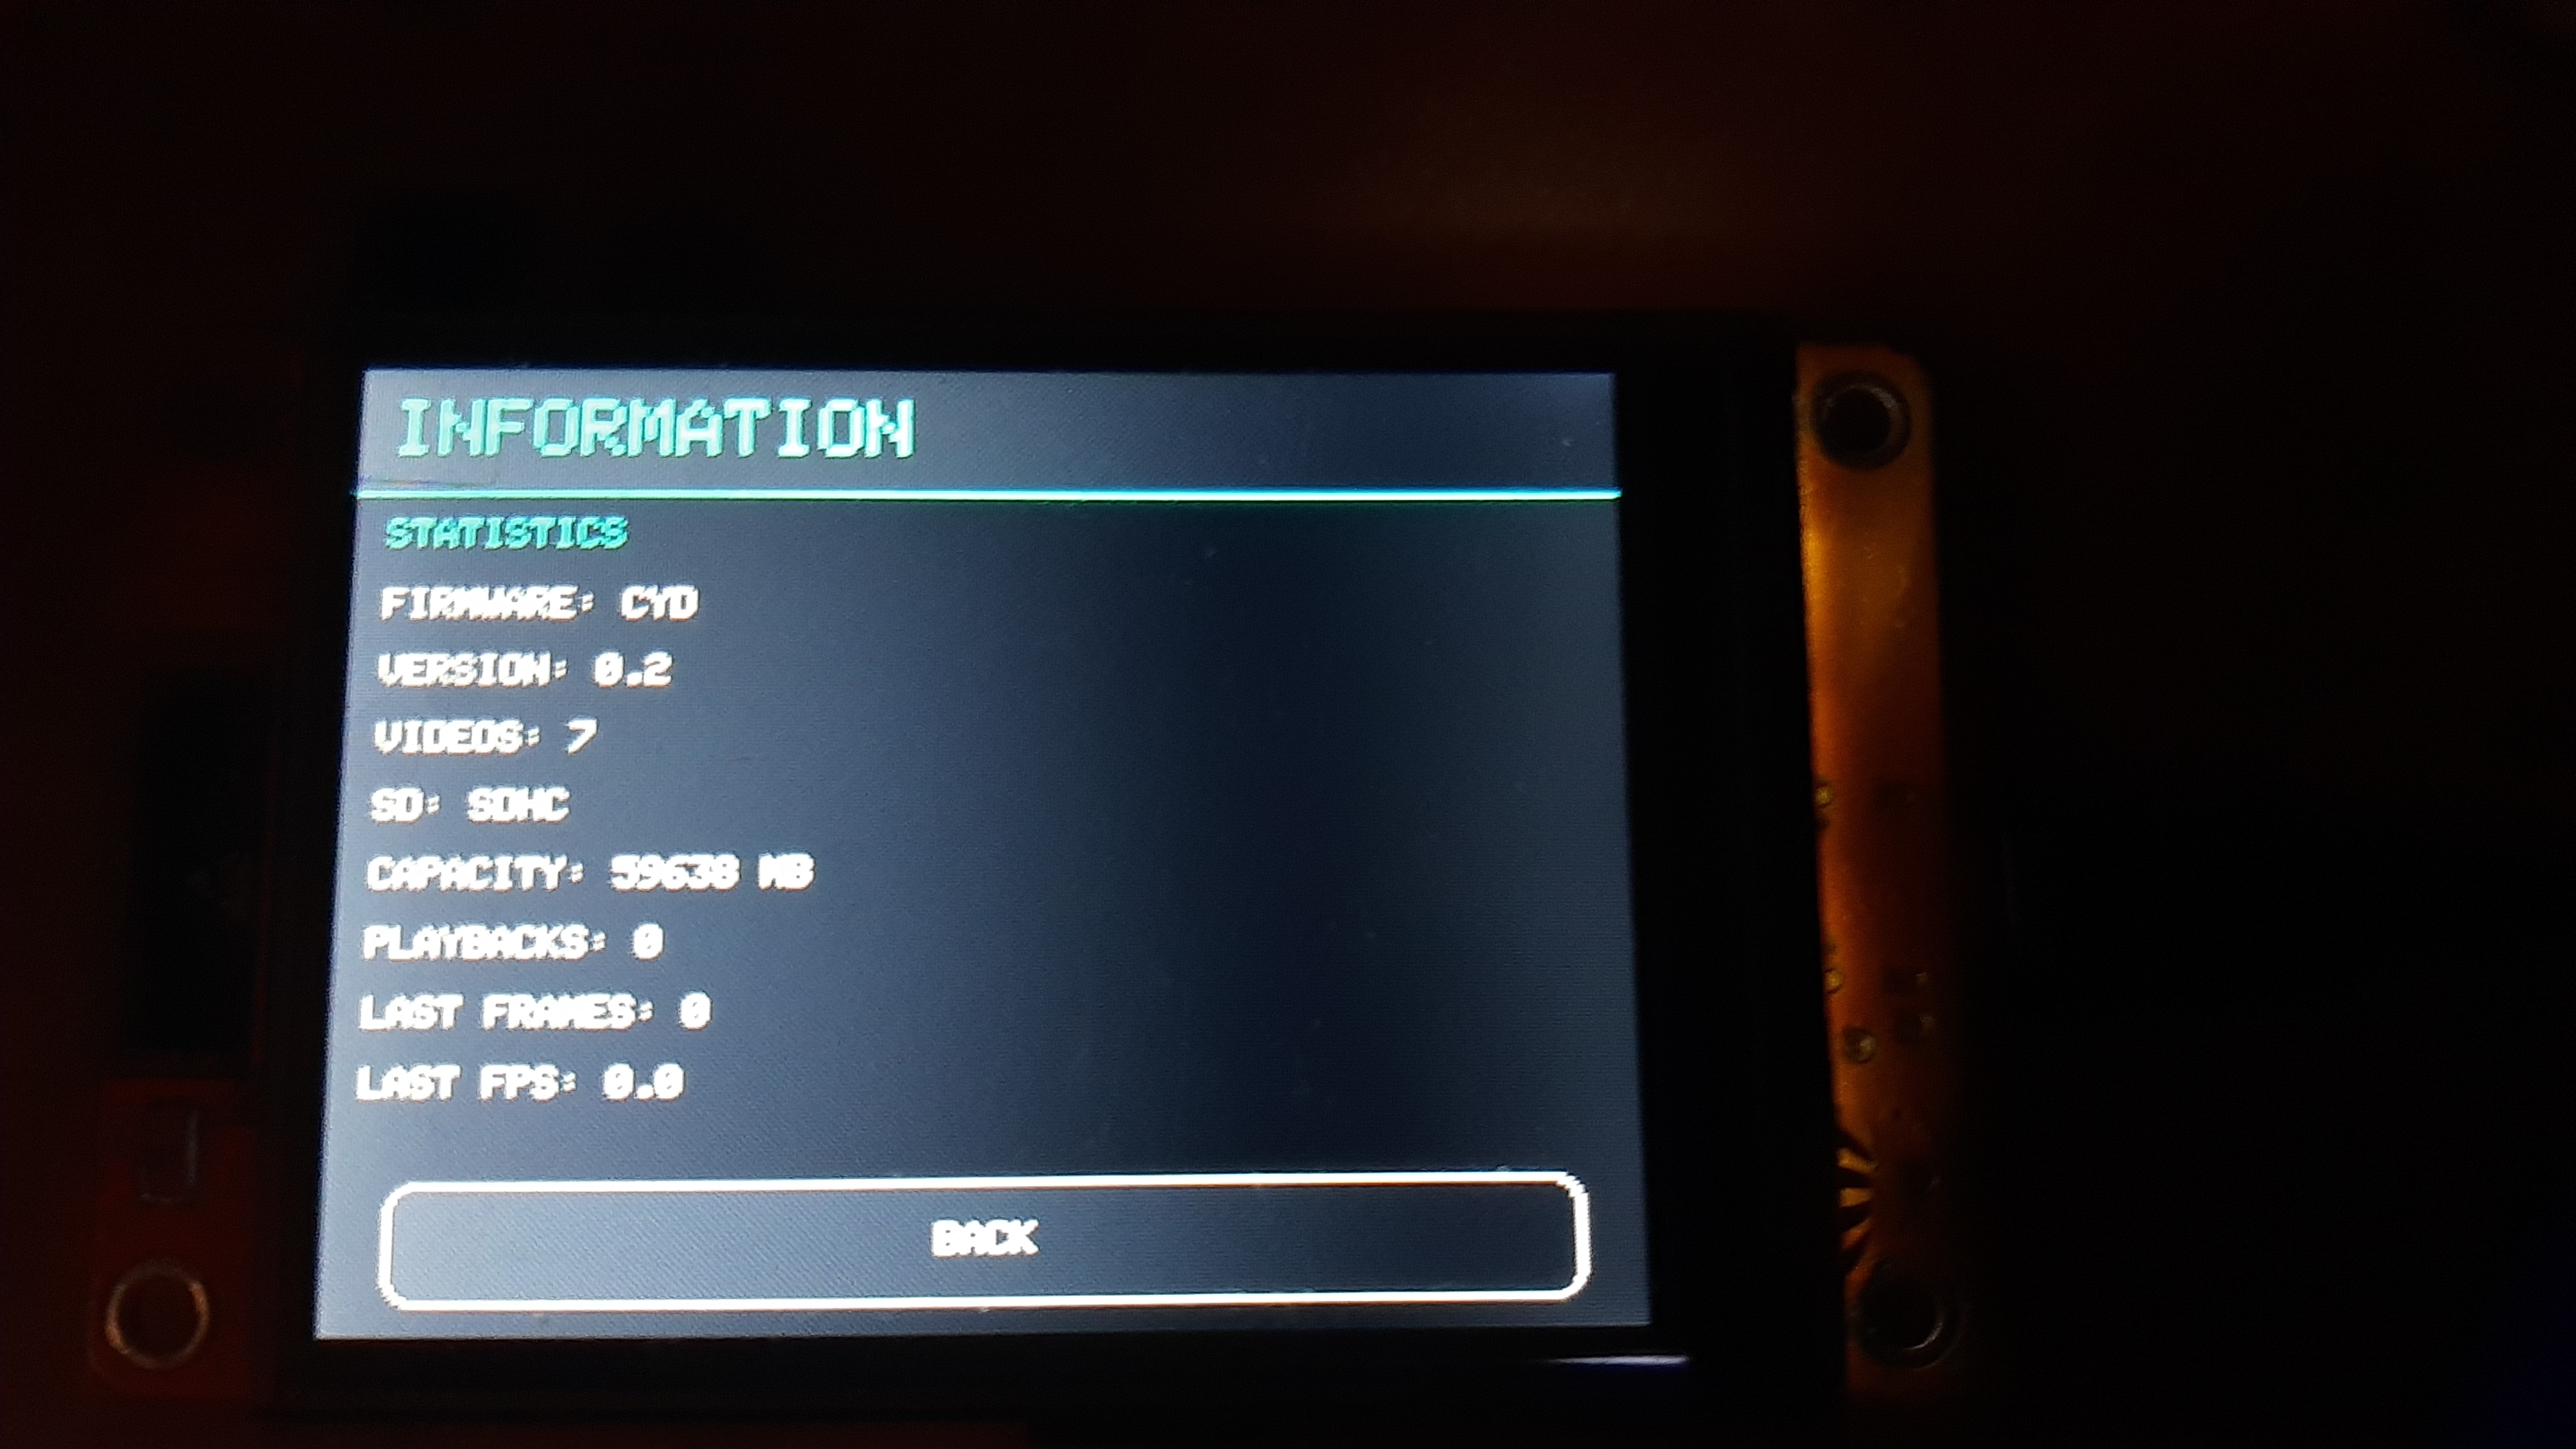 INFORMATION
STATISTICS
FIRMWARE: CYD
VERSION: 0.2
VIDEOS: 7
SD: SDHC
CAPACITY: 59638 MB
PLAYBACKS: 0
LAST FRAMES: 0
LAST FPS: 0.0
BACK